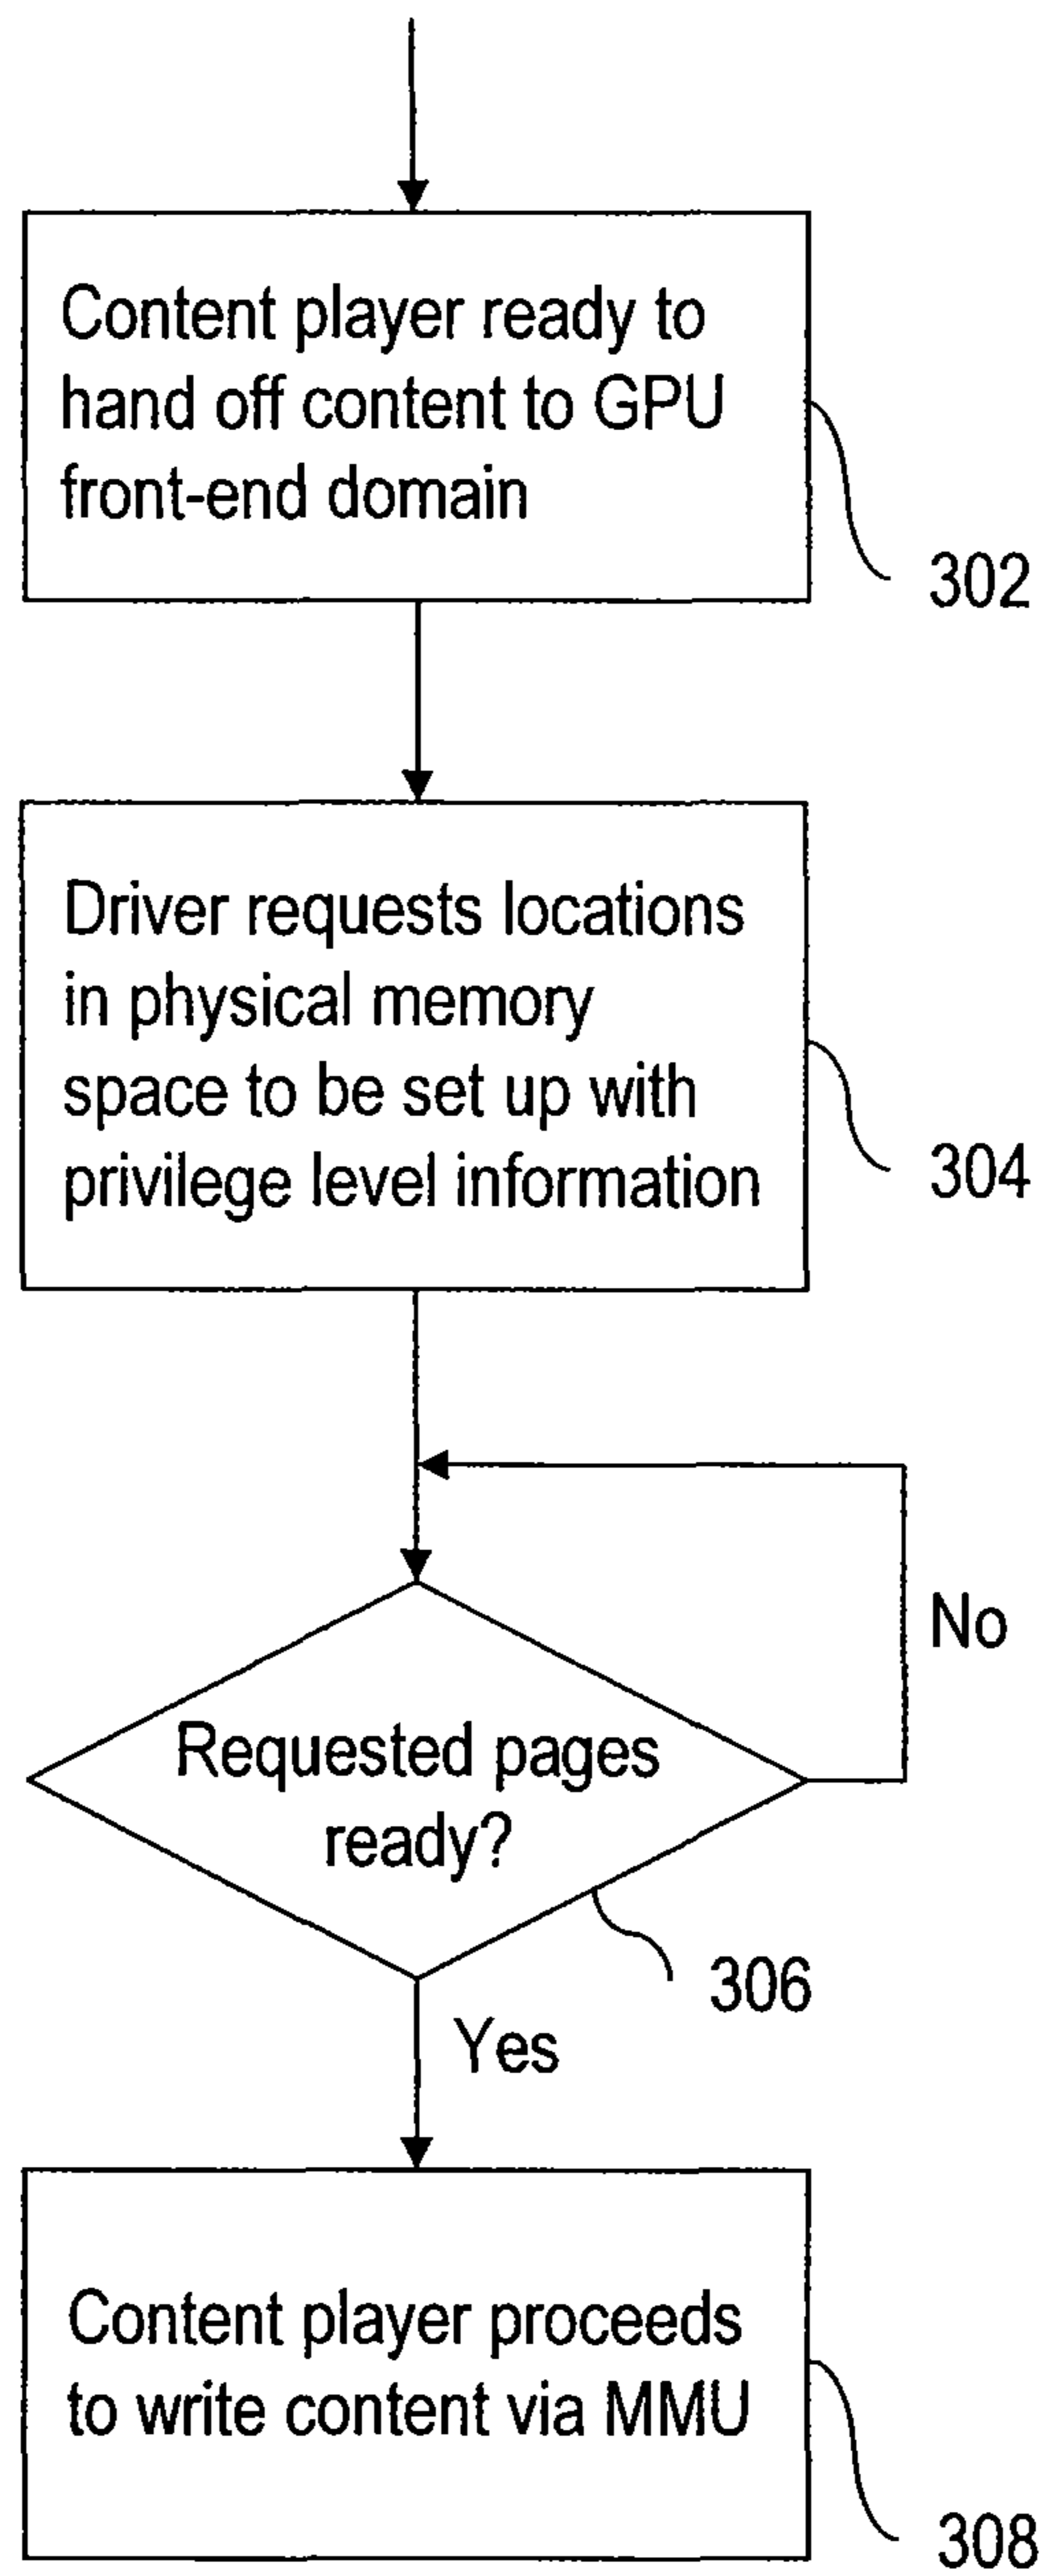 Content player ready to
hand off content to GPU
front-end domain
302
Driver requests locations
in physical memory
space to be set up with
privilege level information
304
No
Requested pages
ready?
306
Yes
Content player proceeds
to write content via MMU
308